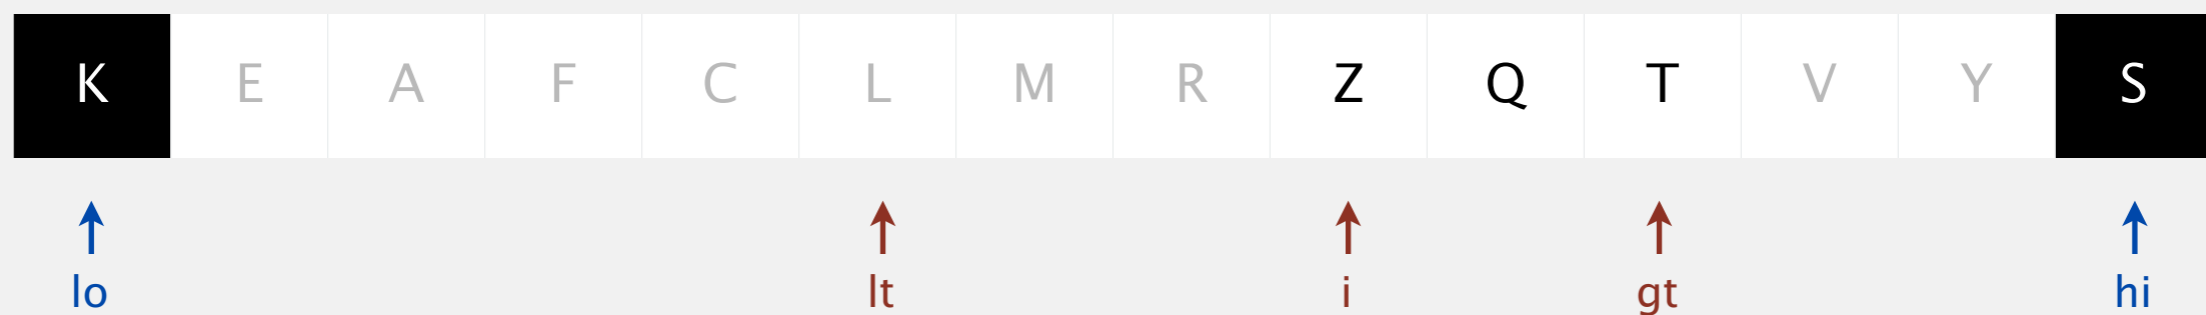 K E A F C L M R Z Q T V Y S
lo lt i gt hi